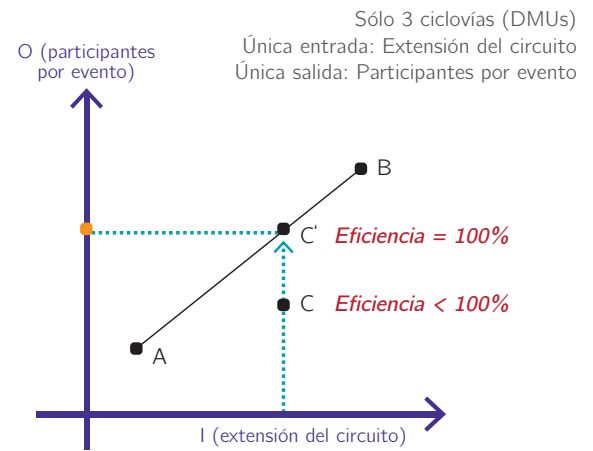 Sólo 3 ciclovías (DMUs)
Única entrada: Extensión del circuito
Única salida: Participantes por evento
O (participantes
por evento)
B
C‘ Eficiencia = 100%
C Eficiencia < 100%
A
I (extensión del circuito)